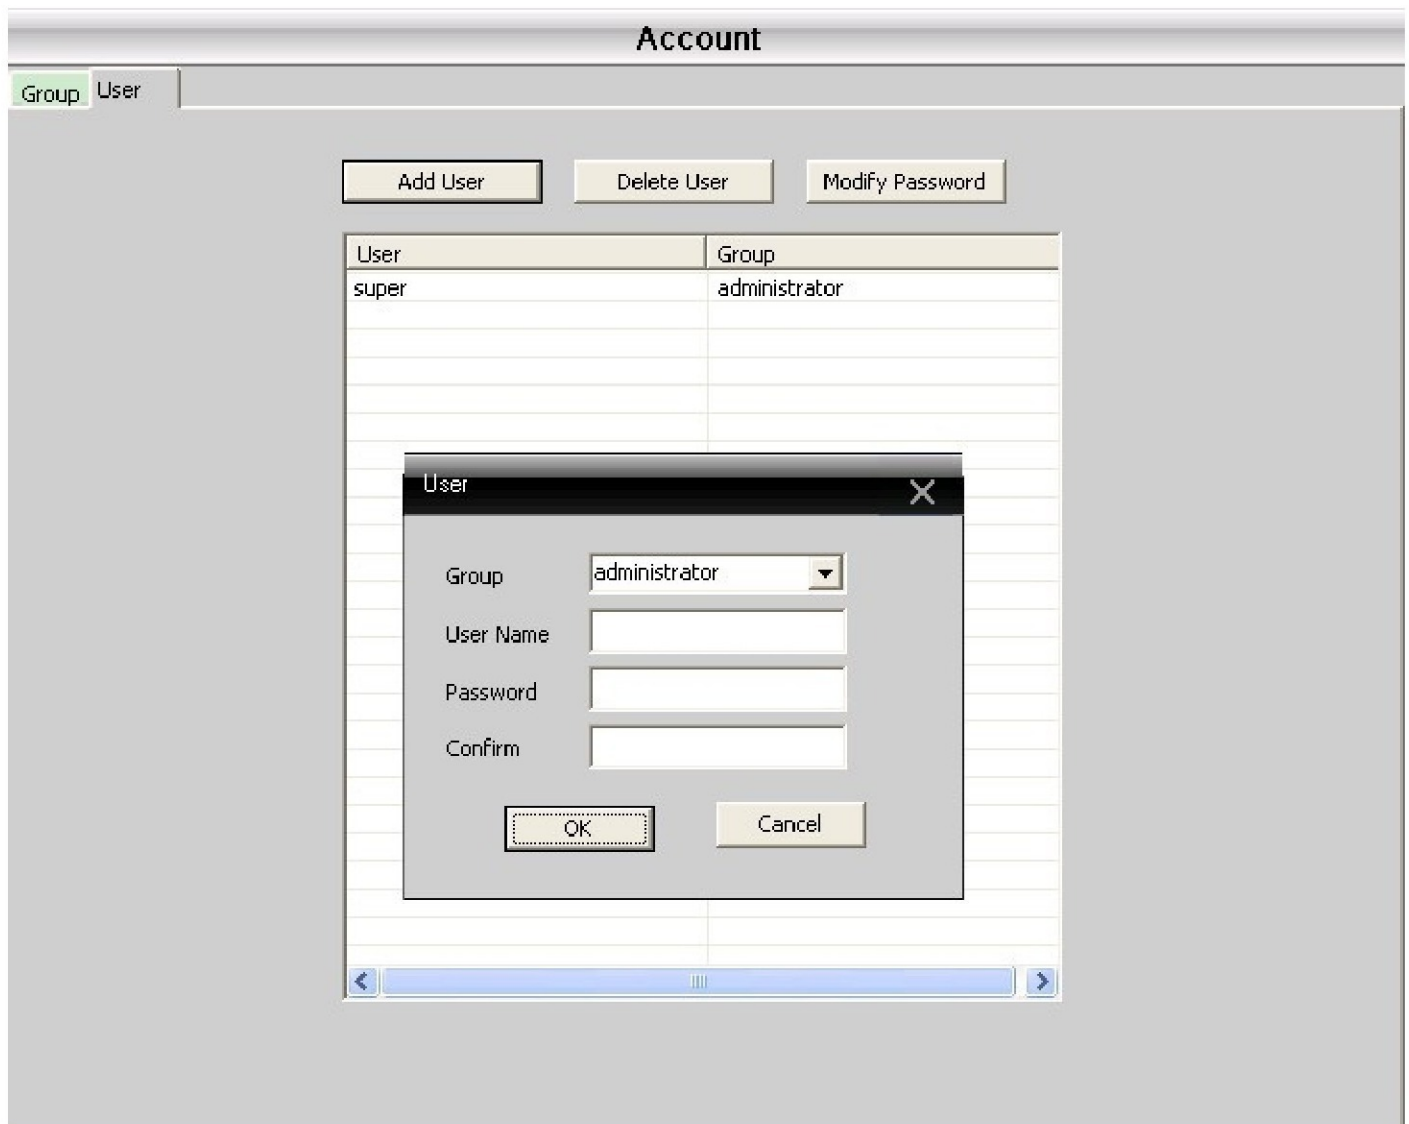 Account
Group User
Add User Delete User Modify Password
User Group
super administrator
User
Group administrator
User Name
Password
Confirm
OK Cancel